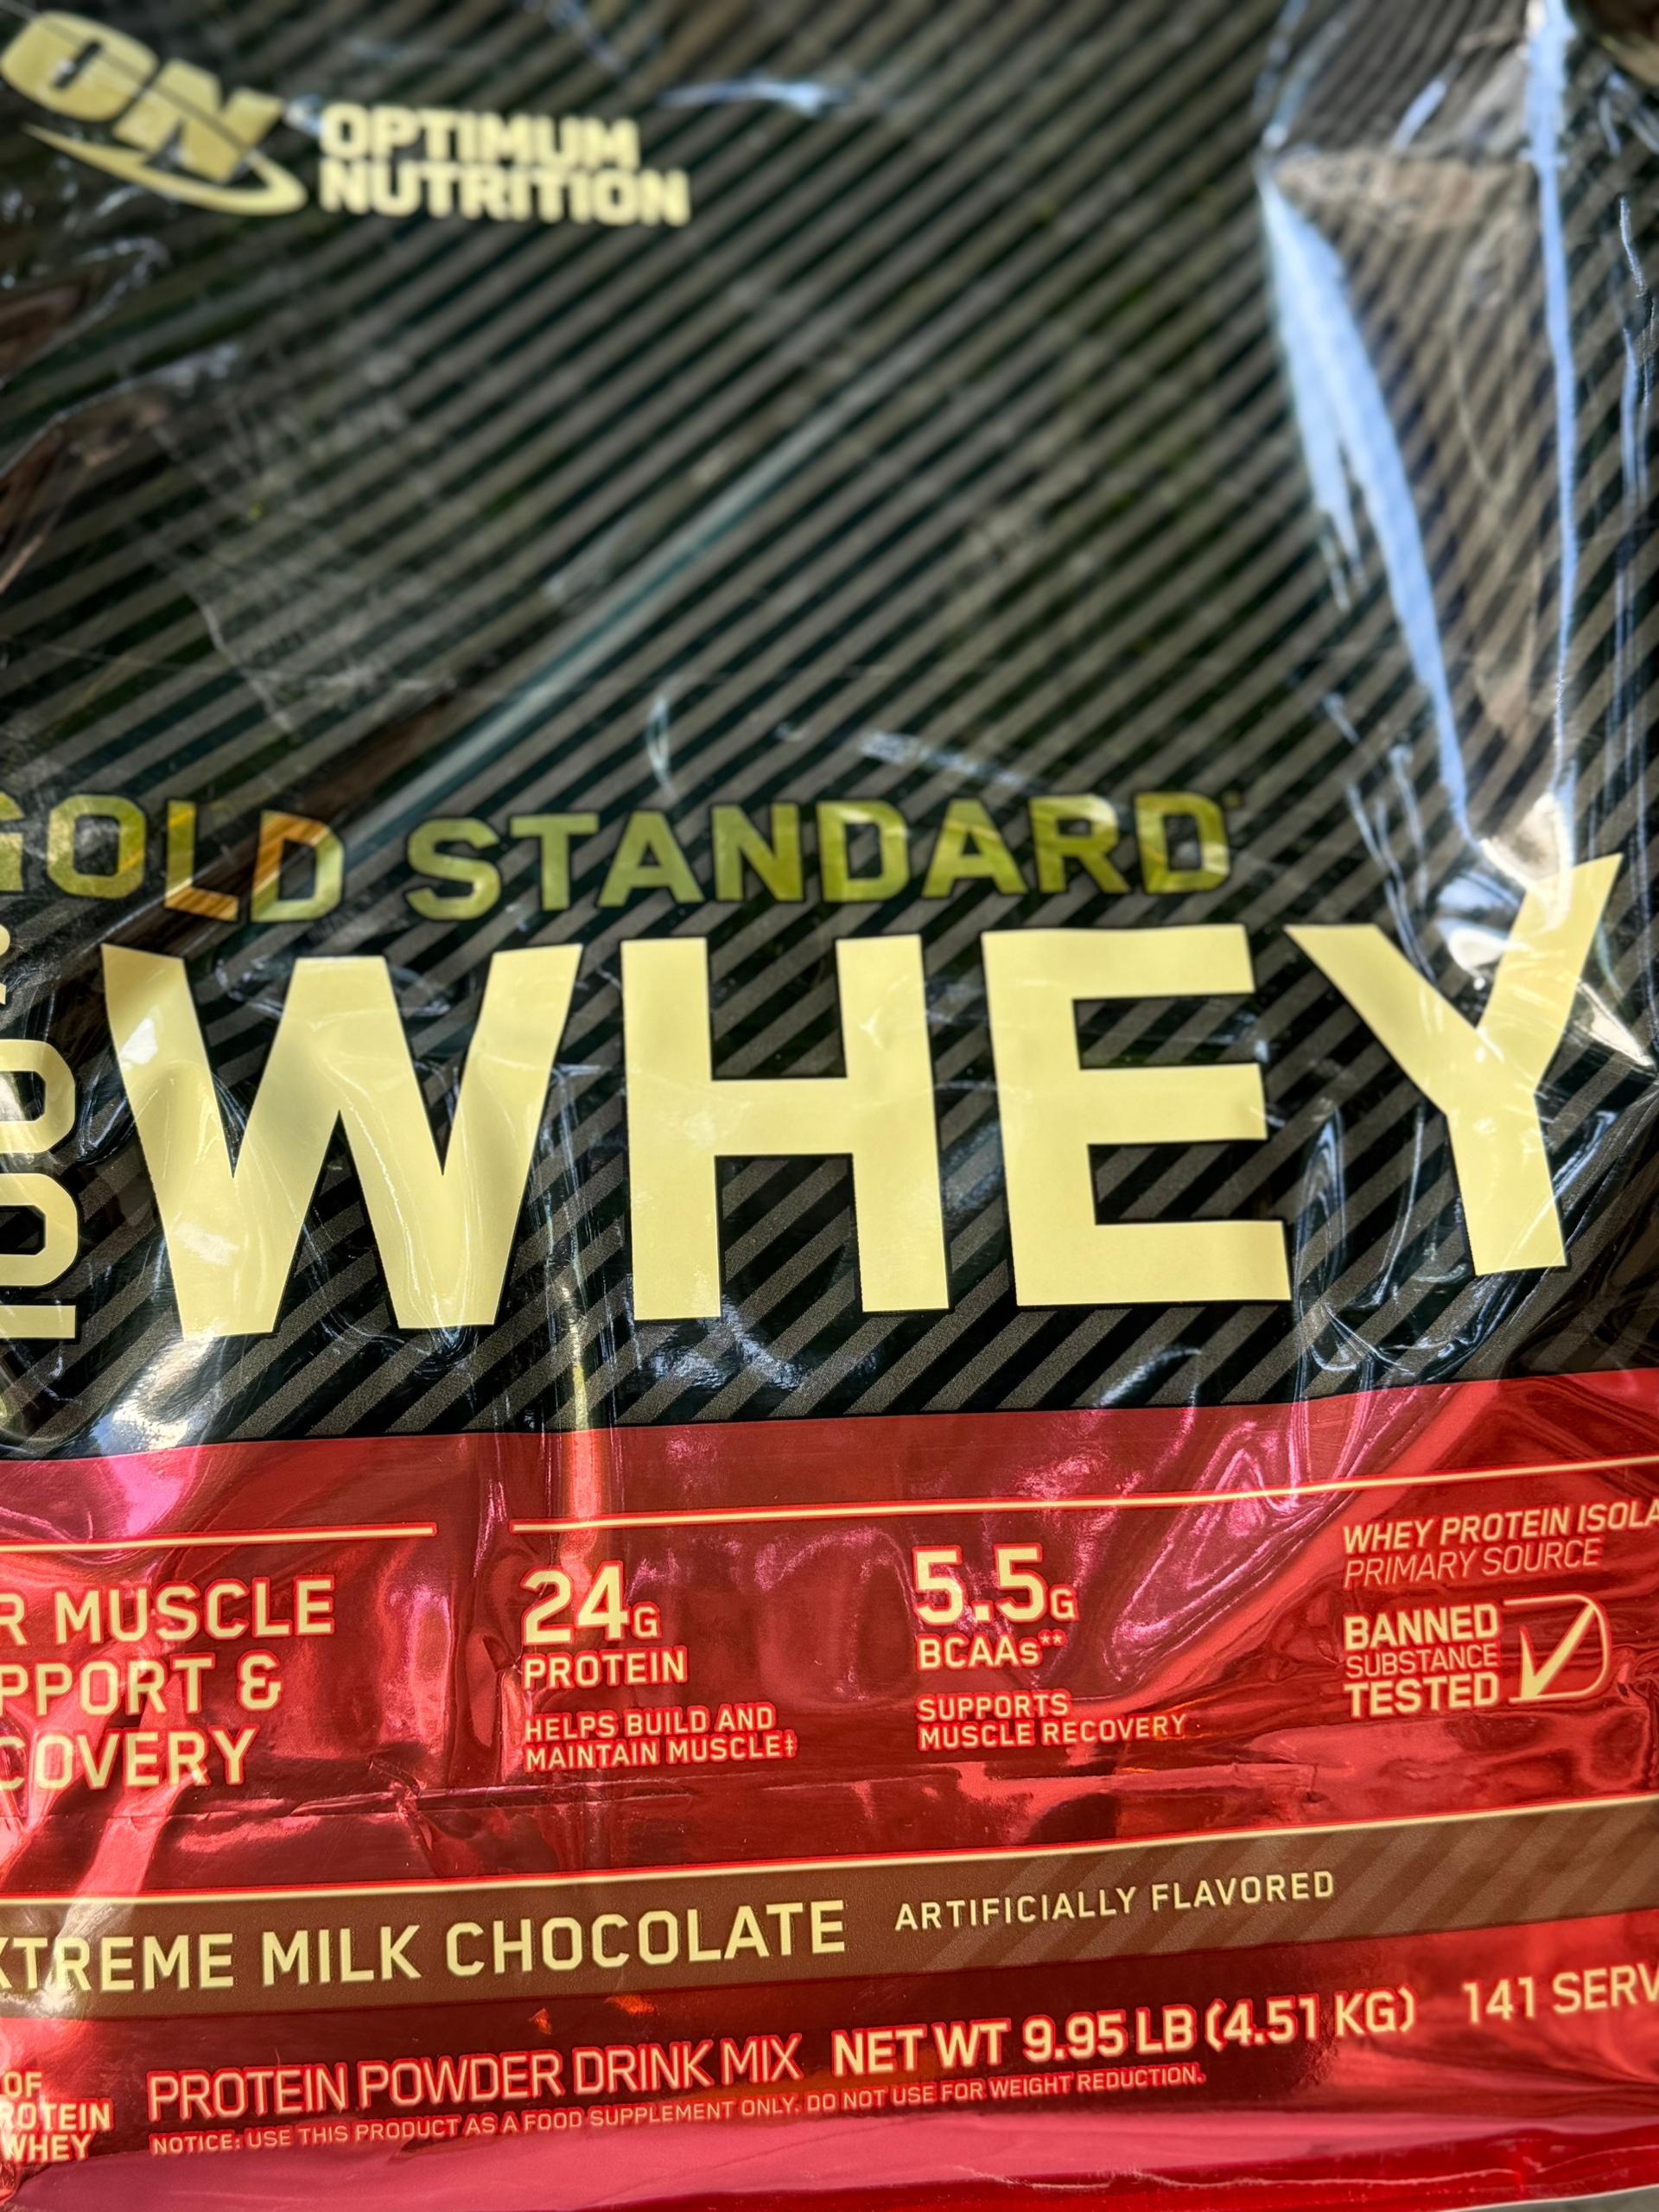 ON
OPTIMUM
NUTRITION
GOLD STANDARD
100%
WHEY
R MUSCLE
PPORT &
COVERY
24G
PROTEIN
HELPS BUILD AND
MAINTAIN MUSCLE‡
5.5G
BCAAs**
SUPPORTS
MUSCLE RECOVERY
WHEY PROTEIN ISOLA
PRIMARY SOURCE
BANNED
SUBSTANCE
TESTED
XTREME MILK CHOCOLATE ARTIFICIALLY FLAVORED
OF
ROTEIN
WHEY
PROTEIN POWDER DRINK MIX NET WT 9.95 LB (4.51 KG) 141 SERV
NOTICE: USE THIS PRODUCT AS A FOOD SUPPLEMENT ONLY. DO NOT USE FOR WEIGHT REDUCTION.